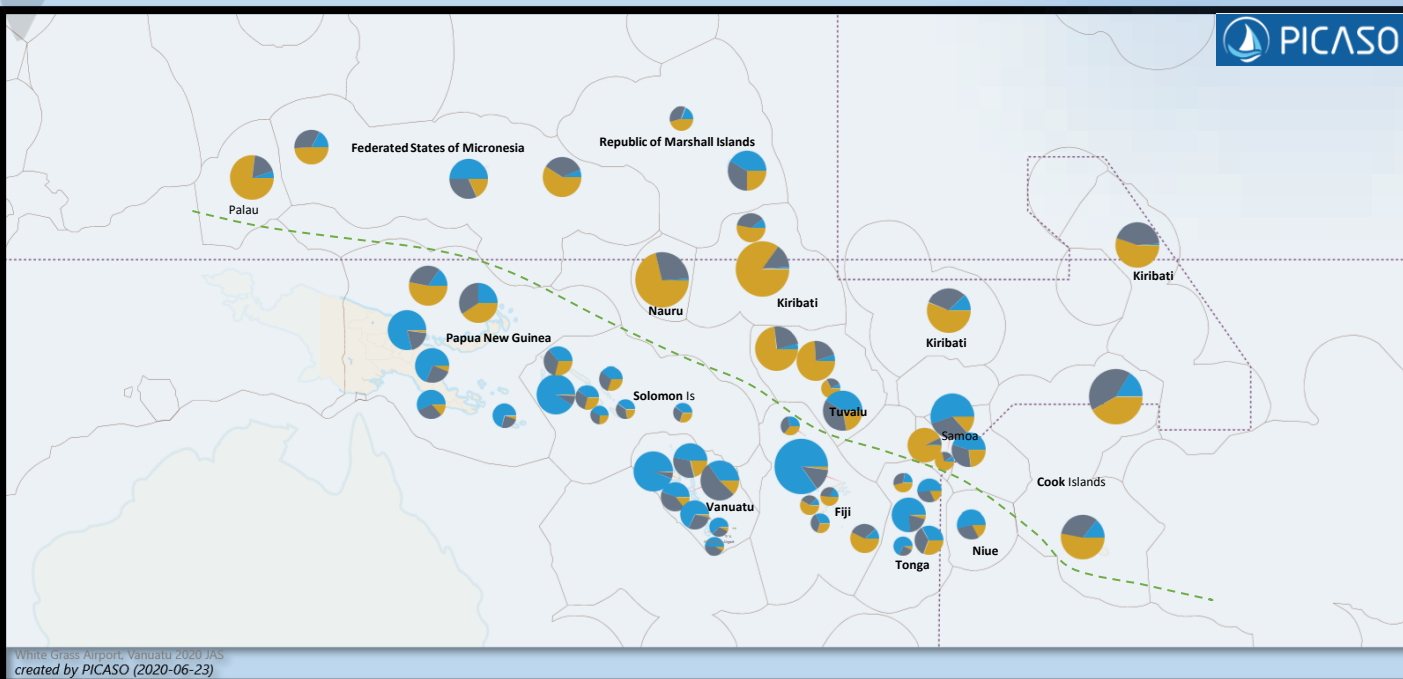 PICASO
Republic of Marshall Islands
Federated States of Micronesia
Palau
Kiribati
Kiribati
Nauru
Kiribati
Papua New Guinea
Solomon Is
Tuvalu
Samoa
Cook Islands
Vanuatu
Fiji
Niue
Tonga
White Grass Airport, Vanuatu 2020 JAS
created by PICASO (2020-06-23)